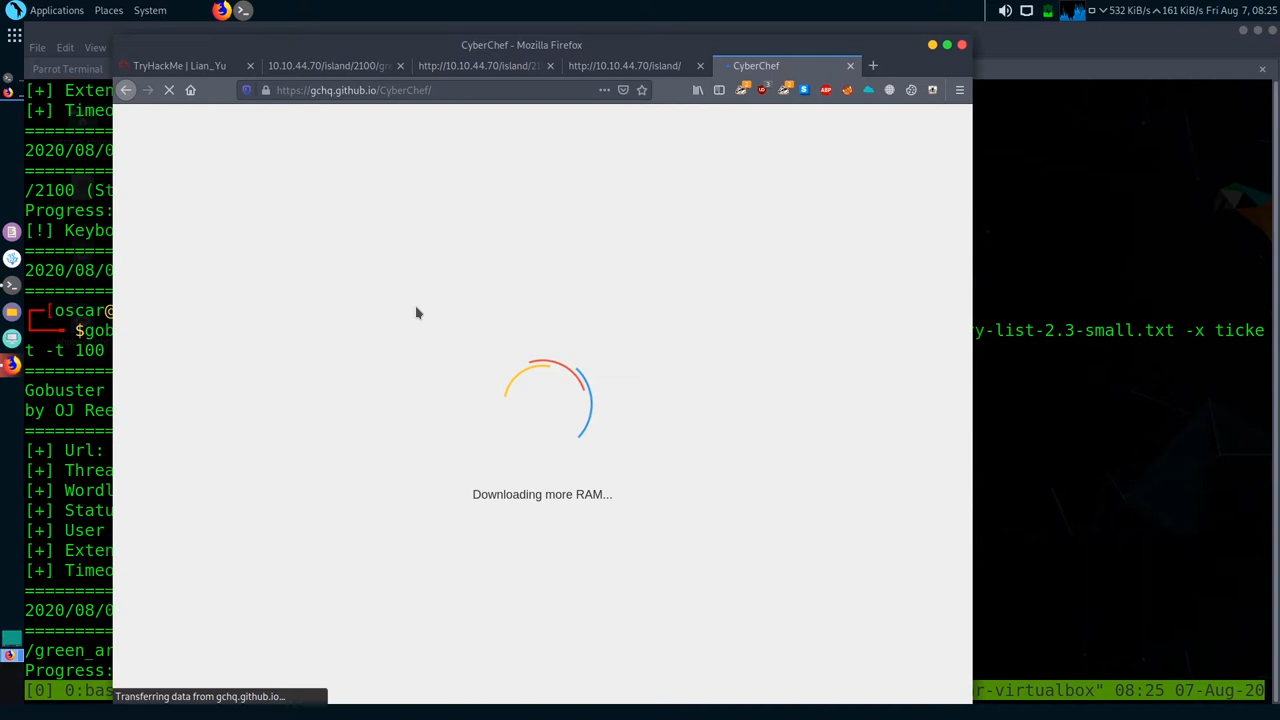 Applications Places System
532 KiB/s 161 KiB/s Fri Aug 7, 08:25
File Edit View
CyberChef - Mozilla Firefox
Parrot Terminal
TryHackMe | Lian_Yu
10.10.44.70/island/2100/gr
http://10.10.44.70/island/21
http://10.10.44.70/island/
CyberChef
https://gchq.github.io/CyberChef/
[+] Exten
[+] Timeo
2020/08/0
/2100 (St
Progress:
[!] Keybo
2020/08/0
[oscar@
$gob
y-list-2.3-small.txt -x ticke
t -t 100
Gobuster
by OJ Ree
[+] Url:
[+] Threa
[+] Wordl
[+] Statu
[+] User
[+] Exten
[+] Timeo
2020/08/0
/green_ar
Progress:
Downloading more RAM...
Transferring data from gchq.github.io...
[0] 0:bas
r-virtualbox" 08:25 07-Aug-20